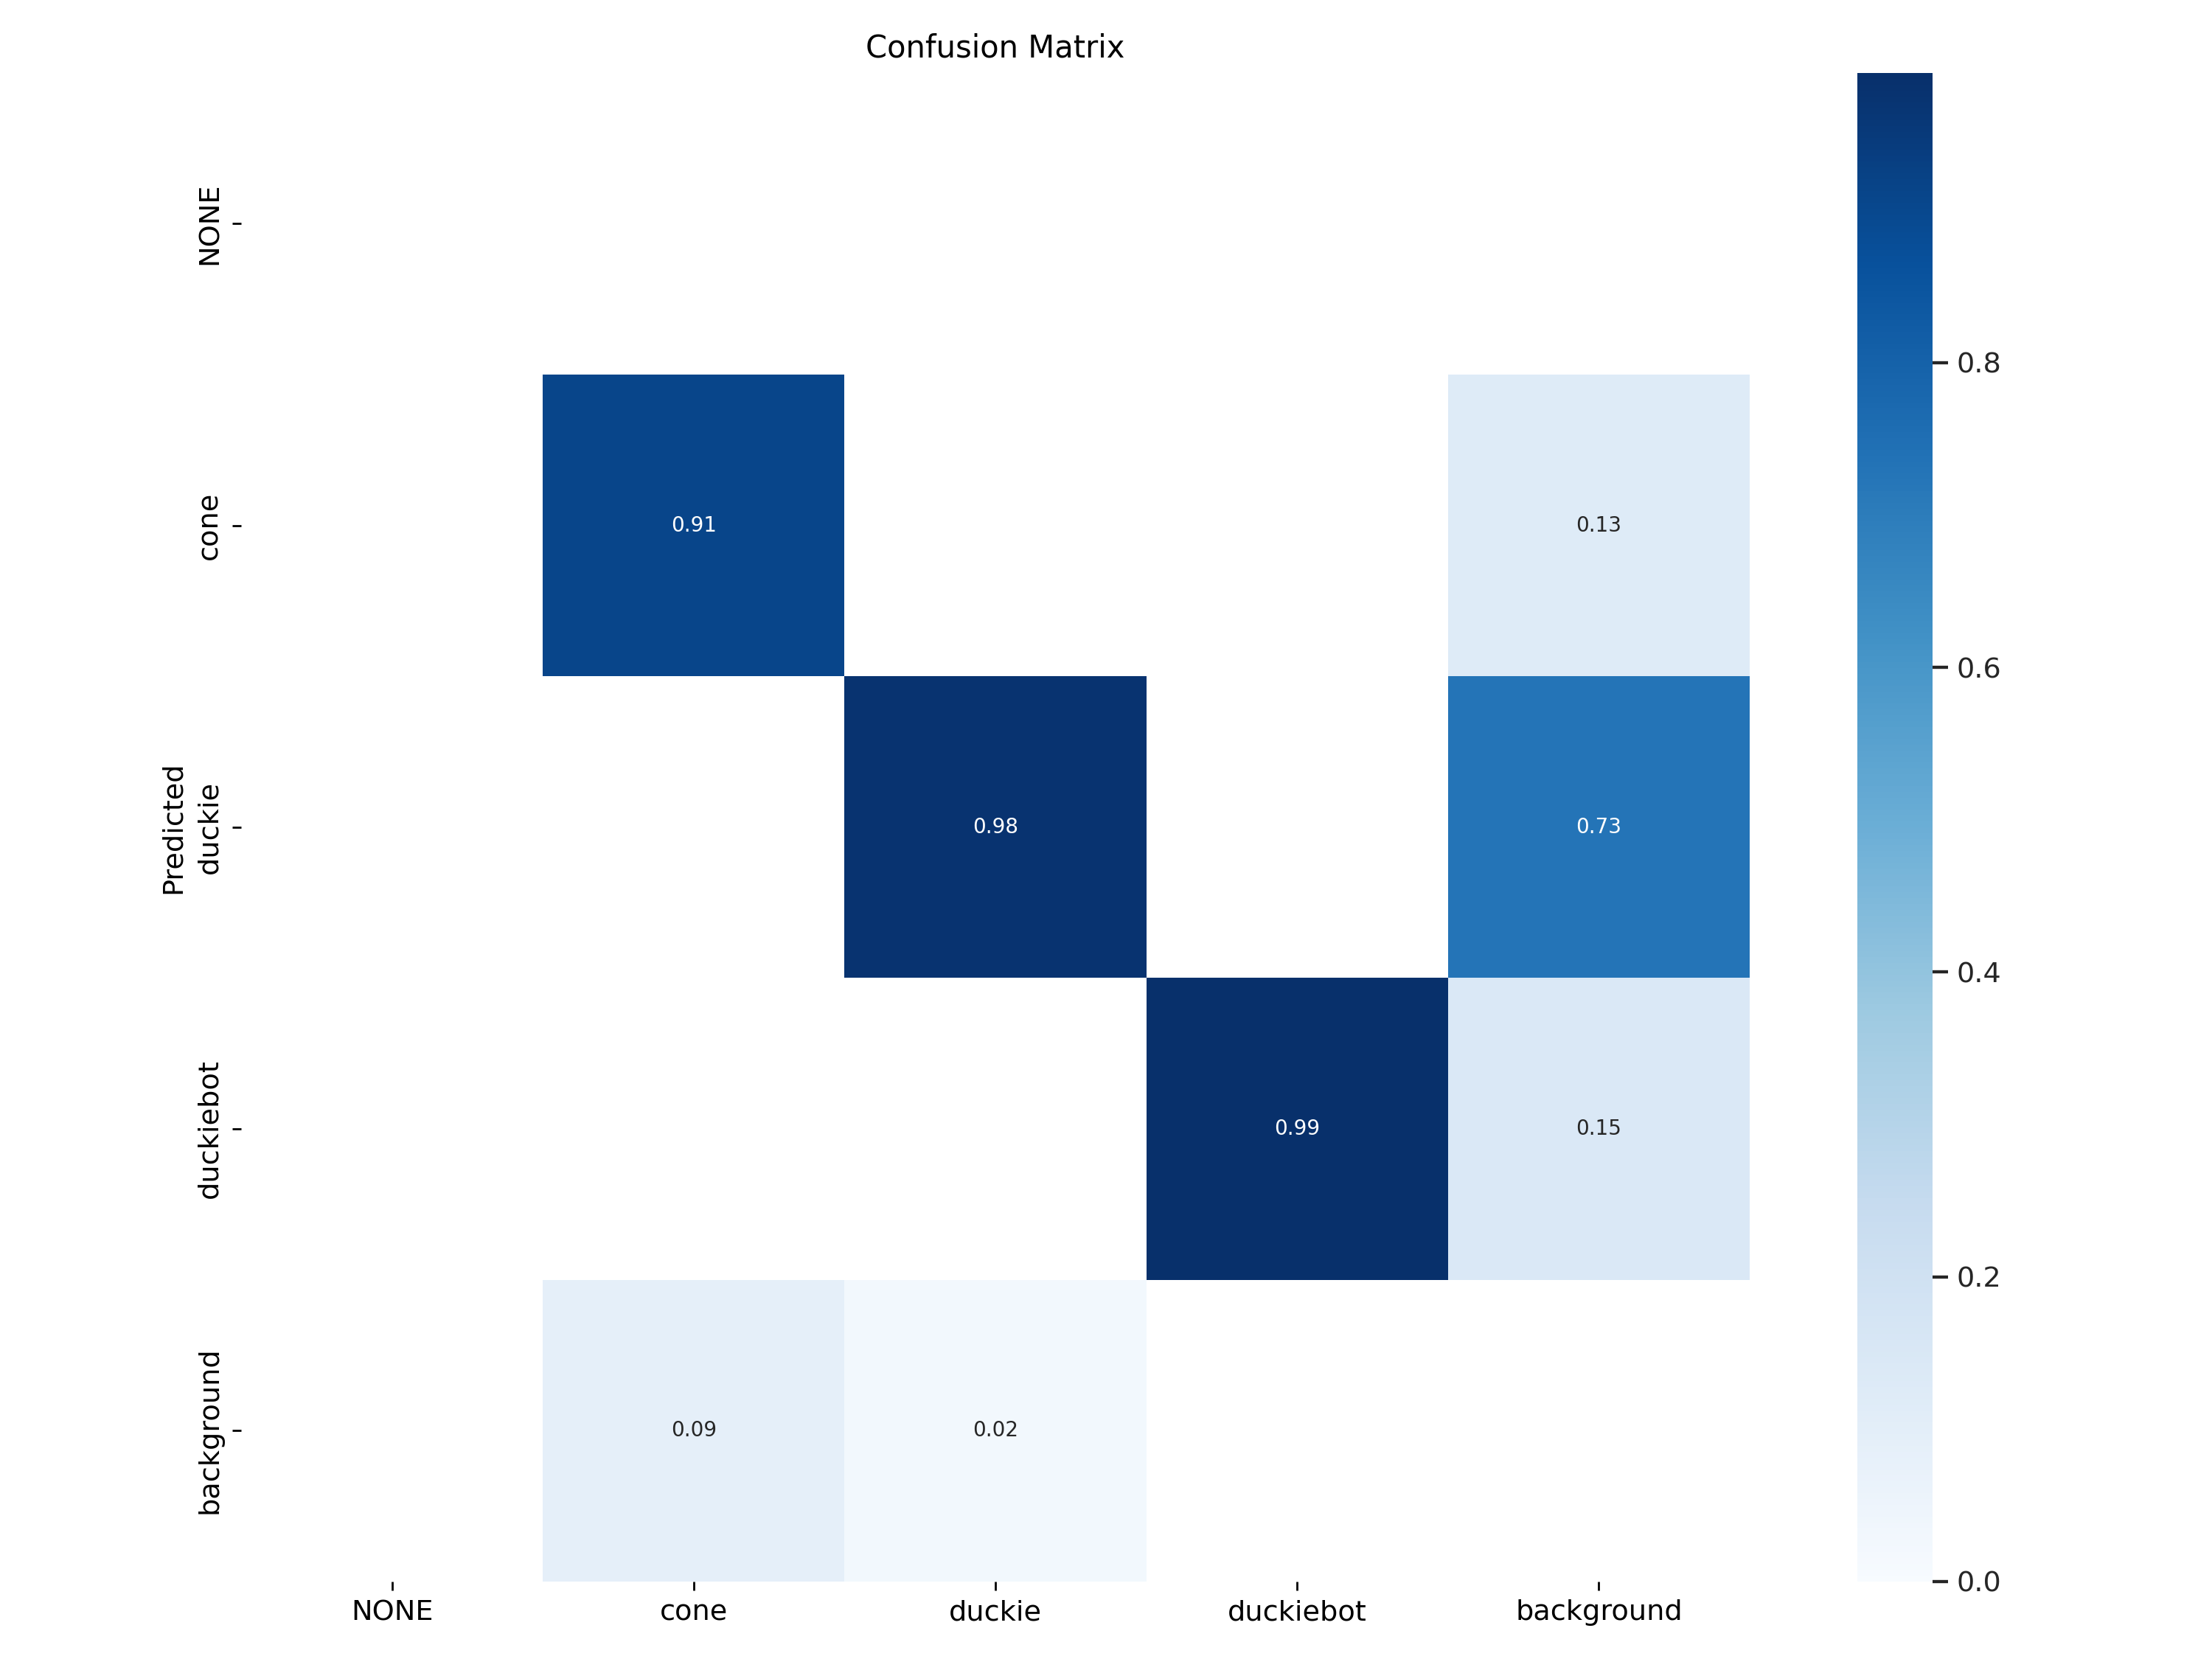 Confusion Matrix
NONE
cone
0.91
0.13
0.8
0.6
Predicted
duckie
0.98
0.73
0.4
duckiebot
0.99
0.15
0.2
background
0.09
0.02
0.0
NONE
cone
duckie
duckiebot
background